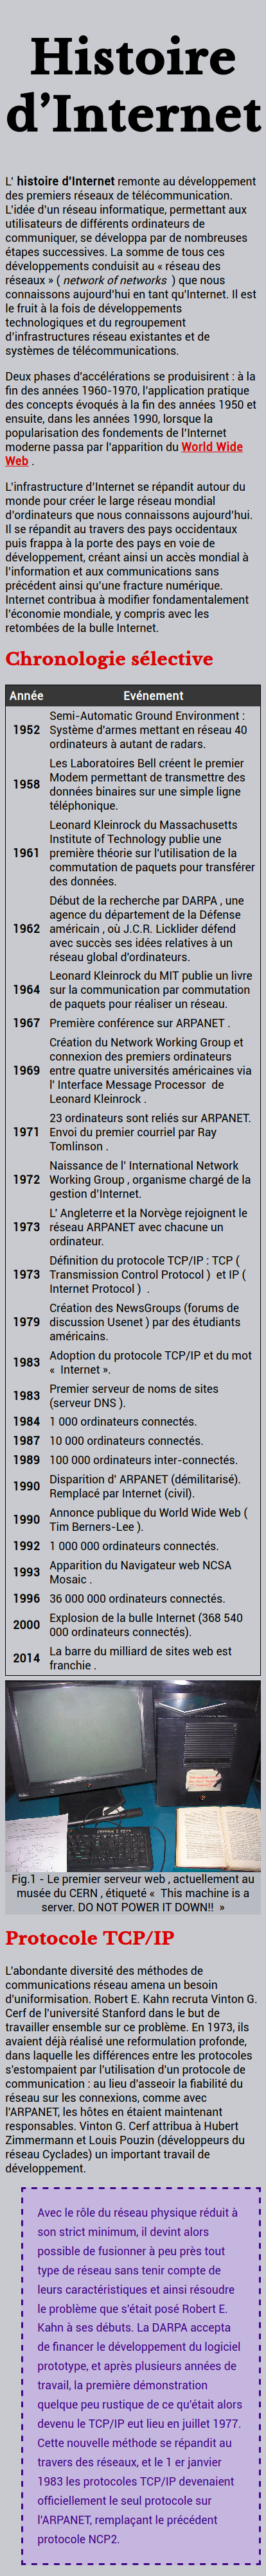 Histoire
d’Internet
L' histoire d'Internet remonte au développement
des premiers réseaux de télécommunication.
L'idée d'un réseau informatique, permettant aux
utilisateurs de différents ordinateurs de
communiquer, se développa par de nombreuses
étapes successives. La somme de tous ces
développements conduisit au « réseau des
réseaux » ( network of networks ) que nous
connaissons aujourd'hui en tant qu'Internet. Il est
le fruit à la fois de développements
technologiques et du regroupement
d'infrastructures réseau existantes et de
systèmes de télécommunications.
Deux phases d'accélérations se produisirent : à la
fin des années 1960-1970, l'application pratique
des concepts évoqués à la fin des années 1950 et
ensuite, dans les années 1990, lorsque la
popularisation des fondements de l'Internet
moderne passa par l'apparition du World Wide
Web .
L'infrastructure d'Internet se répandit autour du
monde pour créer le large réseau mondial
d'ordinateurs que nous connaissons aujourd'hui.
Il se répandit au travers des pays occidentaux
puis frappa à la porte des pays en voie de
développement, créant ainsi un accès mondial à
l'information et aux communications sans
précédent ainsi qu'une fracture numérique.
Internet contribua à modifier fondamentalement
l'économie mondiale, y compris avec les
retombées de la bulle Internet.
Chronologie sélective
Année Evénement
1952 Semi-Automatic Ground Environment :
Système d'armes mettant en réseau 40
ordinateurs à autant de radars.
1958 Les Laboratoires Bell créent le premier
Modem permettant de transmettre des
données binaires sur une simple ligne
téléphonique.
1961 Leonard Kleinrock du Massachusetts
Institute of Technology publie une
première théorie sur l'utilisation de la
commutation de paquets pour transférer
des données.
1962 Début de la recherche par DARPA , une
agence du département de la Défense
américain , où J.C.R. Licklider défend
avec succès ses idées relatives à un
réseau global d'ordinateurs.
1964 Leonard Kleinrock du MIT publie un livre
sur la communication par commutation
de paquets pour réaliser un réseau.
1967 Première conférence sur ARPANET .
1969 Création du Network Working Group et
connexion des premiers ordinateurs
entre quatre universités américaines via
l' Interface Message Processor de
Leonard Kleinrock .
1971 23 ordinateurs sont reliés sur ARPANET.
Envoi du premier courriel par Ray
Tomlinson .
1972 Naissance de l' International Network
Working Group , organisme chargé de la
gestion d'Internet.
1973 L' Angleterre et la Norvège rejoignent le
réseau ARPANET avec chacune un
ordinateur.
1973 Définition du protocole TCP/IP : TCP (
Transmission Control Protocol ) et IP (
Internet Protocol ) .
1979 Création des NewsGroups (forums de
discussion Usenet ) par des étudiants
américains.
1983 Adoption du protocole TCP/IP et du mot
« Internet ».
1983 Premier serveur de noms de sites
(serveur DNS ).
1984 1 000 ordinateurs connectés.
1987 10 000 ordinateurs connectés.
1989 100 000 ordinateurs inter-connectés.
1990 Disparition d' ARPANET (démilitarisé).
Remplacé par Internet (civil).
1990 Annonce publique du World Wide Web (
Tim Berners-Lee ).
1992 1 000 000 ordinateurs connectés.
1993 Apparition du Navigateur web NCSA
Mosaic .
1996 36 000 000 ordinateurs connectés.
2000 Explosion de la bulle Internet (368 540
000 ordinateurs connectés).
2014 La barre du milliard de sites web est
franchie .
Fig.1 - Le premier serveur web , actuellement au
musée du CERN , étiqueté « This machine is a
server. DO NOT POWER IT DOWN!! »
Protocole TCP/IP
L'abondante diversité des méthodes de
communications réseau amena un besoin
d'uniformisation. Robert E. Kahn recruta Vinton G.
Cerf de l'université Stanford dans le but de
travailler ensemble sur ce problème. En 1973, ils
avaient déjà réalisé une reformulation profonde,
dans laquelle les différences entre les protocoles
s'estompaient par l'utilisation d'un protocole de
communication : au lieu d'asseoir la fiabilité du
réseau sur les connexions, comme avec
l'ARPANET, les hôtes en étaient maintenant
responsables. Vinton G. Cerf attribua à Hubert
Zimmermann et Louis Pouzin (développeurs du
réseau Cyclades) un important travail de
développement.
Avec le rôle du réseau physique réduit à
son strict minimum, il devint alors
possible de fusionner à peu près tout
type de réseau sans tenir compte de
leurs caractéristiques et ainsi résoudre
le problème que s'était posé Robert E.
Kahn à ses débuts. La DARPA accepta
de financer le développement du logiciel
prototype, et après plusieurs années de
travail, la première démonstration
quelque peu rustique de ce qu'était alors
devenu le TCP/IP eut lieu en juillet 1977.
Cette nouvelle méthode se répandit au
travers des réseaux, et le 1 er janvier
1983 les protocoles TCP/IP devenaient
officiellement le seul protocole sur
l'ARPANET, remplaçant le précédent
protocole NCP2.